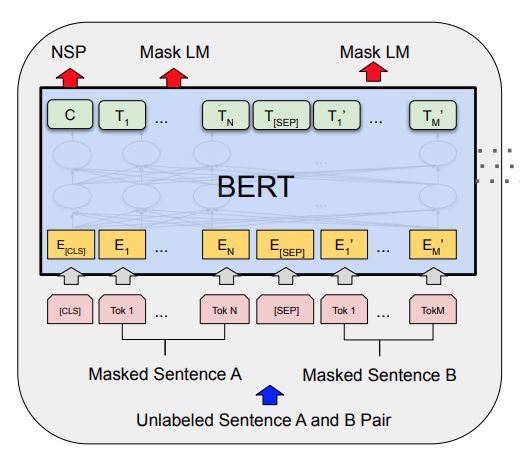 NSP Mask LM Mask LM
C T1 ... TN T[SEP] T1' ... TM'
...
...
BERT
E[CLS] E1 ... EN E[SEP] E1' ... EM'
[CLS] Tok 1 ... Tok N [SEP] Tok 1 ... TokM
Masked Sentence A Masked Sentence B
Unlabeled Sentence A and B Pair